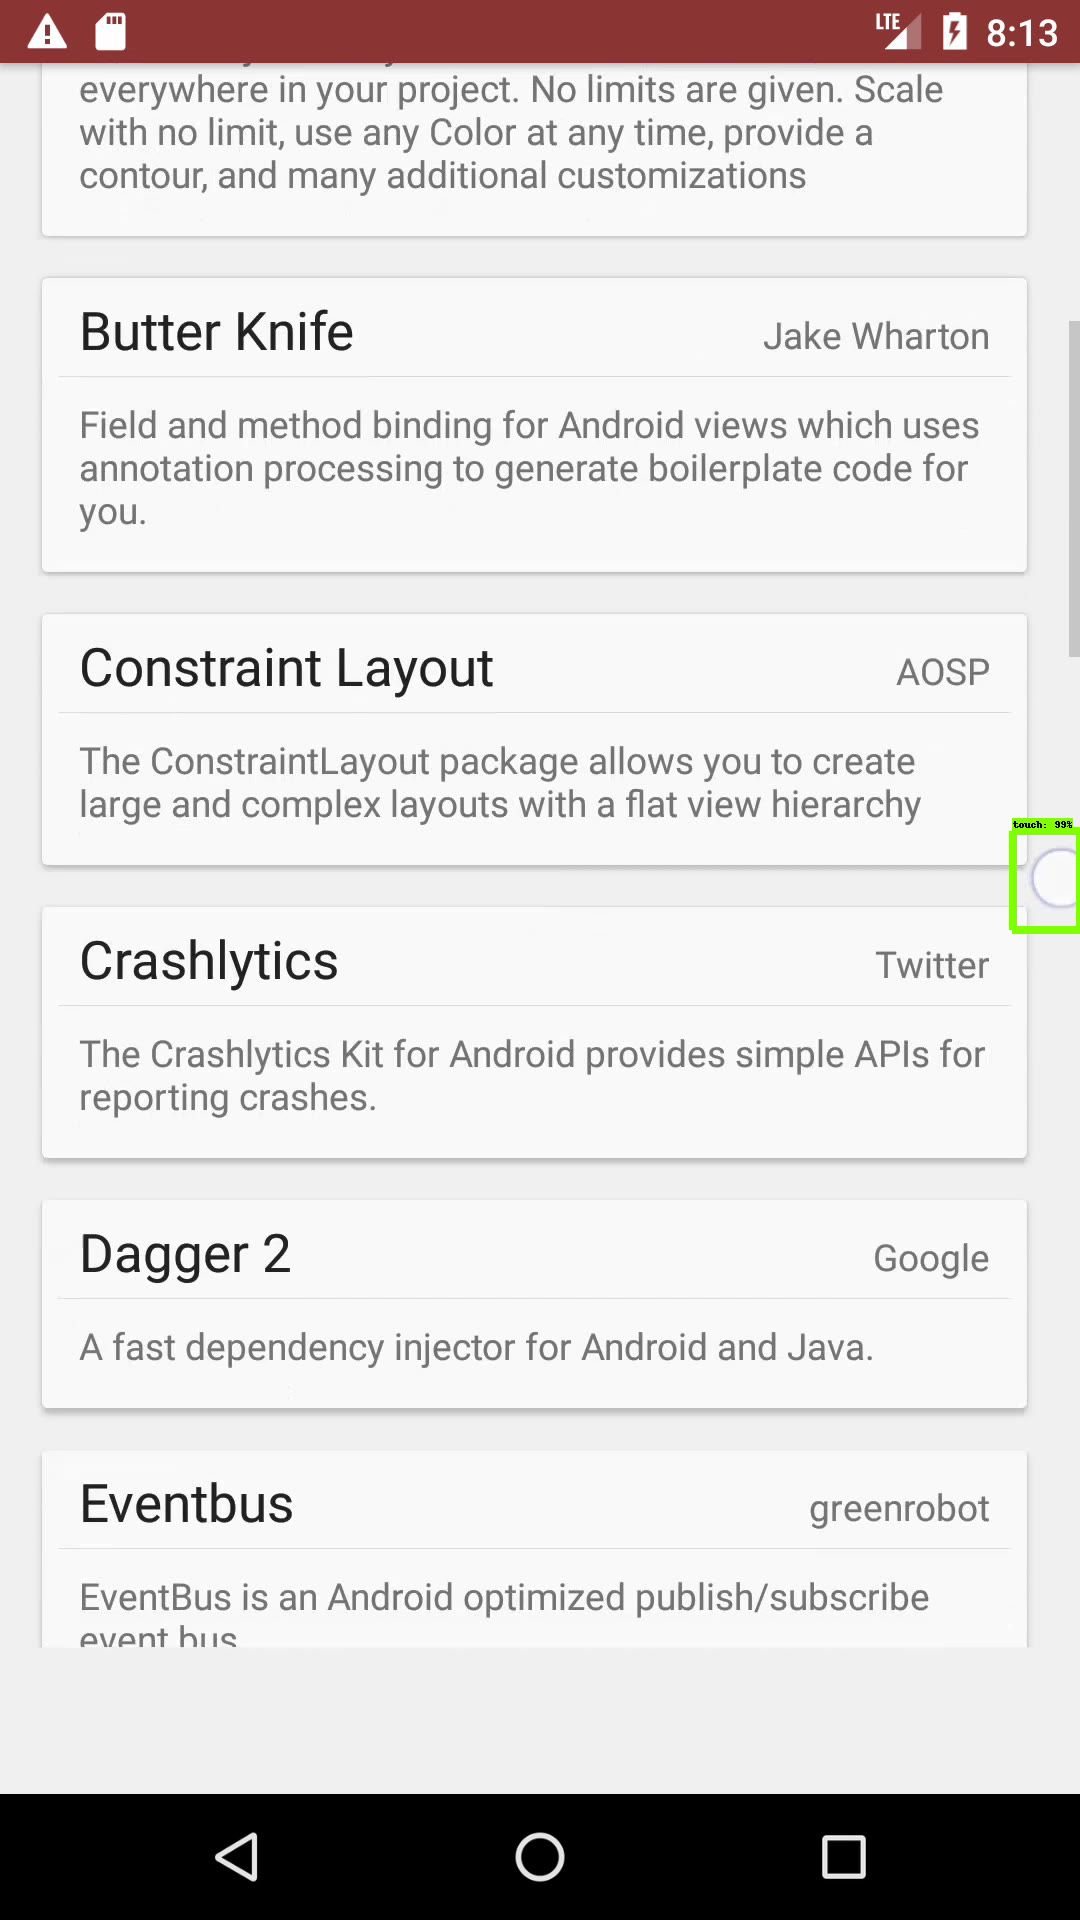 LTE 8:13
everywhere in your project. No limits are given. Scale
with no limit, use any Color at any time, provide a
contour, and many additional customizations
Butter Knife
Jake Wharton
Field and method binding for Android views which uses
annotation processing to generate boilerplate code for
you.
Constraint Layout
AOSP
The ConstraintLayout package allows you to create
large and complex layouts with a flat view hierarchy
touch: 99%
Crashlytics
Twitter
The Crashlytics Kit for Android provides simple APIs for
reporting crashes.
Dagger 2
Google
A fast dependency injector for Android and Java.
Eventbus
greenrobot
EventBus is an Android optimized publish/subscribe
event bus